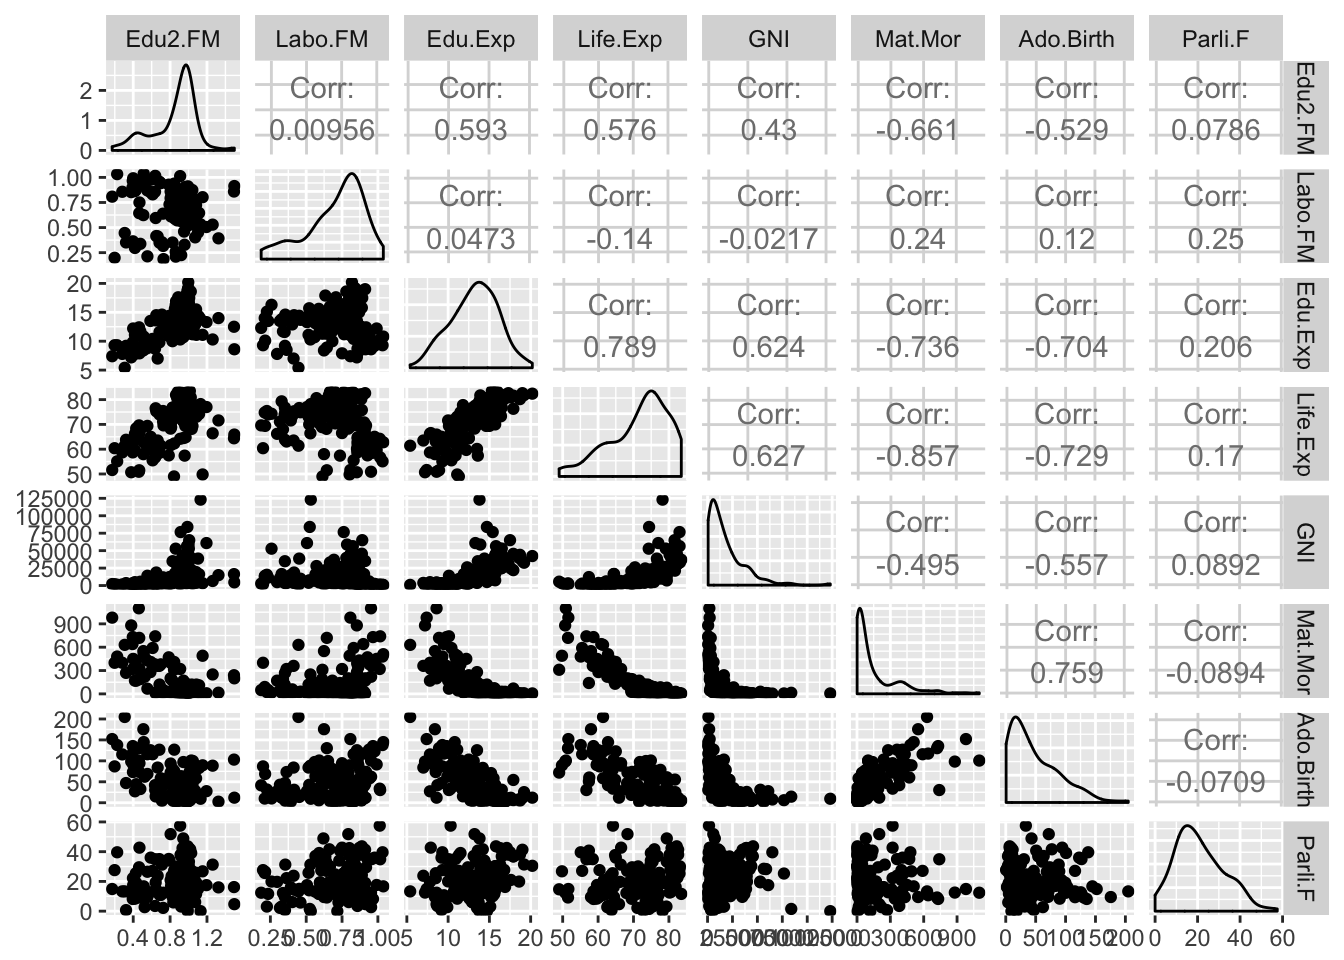 Edu2.FM Labo.FM Edu.Exp Life.Exp GNI Mat.Mor Ado.Birth Parli.F
2
1
0
Corr: Corr: Corr: Corr: Corr: Corr: Corr:
0.00956 0.593 0.576 0.43 -0.661 -0.529 0.0786
Edu2.FM
1.00
0.75
0.50
0.25
Corr: Corr: Corr: Corr: Corr: Corr:
0.0473 -0.14 -0.0217 0.24 0.12 0.25
Labo.FM
20
15
10
5
Corr: Corr: Corr: Corr: Corr:
0.789 0.624 -0.736 -0.704 0.206
Edu.Exp
80
70
60
50
Corr: Corr: Corr: Corr:
0.627 -0.857 -0.729 0.17
Life.Exp
125000
100000
75000
50000
25000
0
Corr: Corr: Corr:
-0.495 -0.557 0.0892
GNI
900
600
300
0
Corr: Corr:
0.759 -0.0894
Mat.Mor
200
150
100
50
0
Corr:
-0.0709
Ado.Birth
60
40
20
0
Parli.F
0.4 0.8 1.2 0.25 0.50 0.75 1.00 5 10 15 20 50 60 70 80 0 25000 50000 75000 100000 125000 0 300 600 900 0 50 100 150 200 0 20 40 60